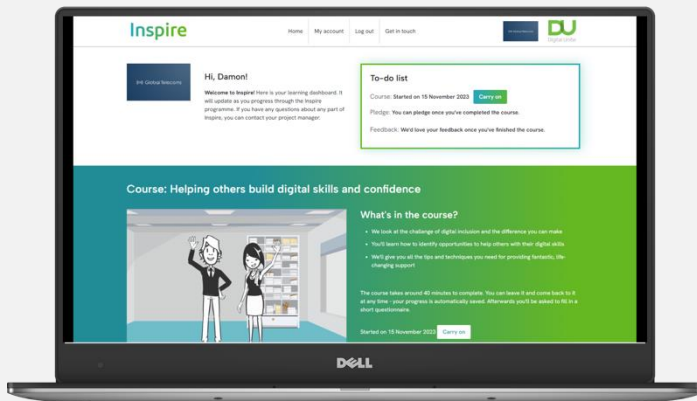 Inspire
Home My account Log out Get in touch
DU
Digital Unite
IHI Global Telecoms
Hi, Damon!
Welcome to Inspire! Here is your learning dashboard. It
will update as you progress through the Inspire
programme. If you have any questions about any part of
Inspire, you can contact your project manager.
To-do list
Course: Started on 15 November 2023 Carry on
Pledge: You can pledge once you've completed the course.
Feedback: We'd love your feedback once you've finished the course.
Course: Helping others build digital skills and confidence
What's in the course?
• We look at the challenge of digital inclusion and the difference you can make
• You'll learn how to identify opportunities to help others with their digital skills
• We'll give you all the tips and techniques you need for providing fantastic, life-
changing support
The course takes around 40 minutes to complete. You can leave it and come back to it
at any time - your progress is automatically saved. Afterwards you'll be asked to fill in a
short questionnaire.
Started on 15 November 2023 Carry on
DELL